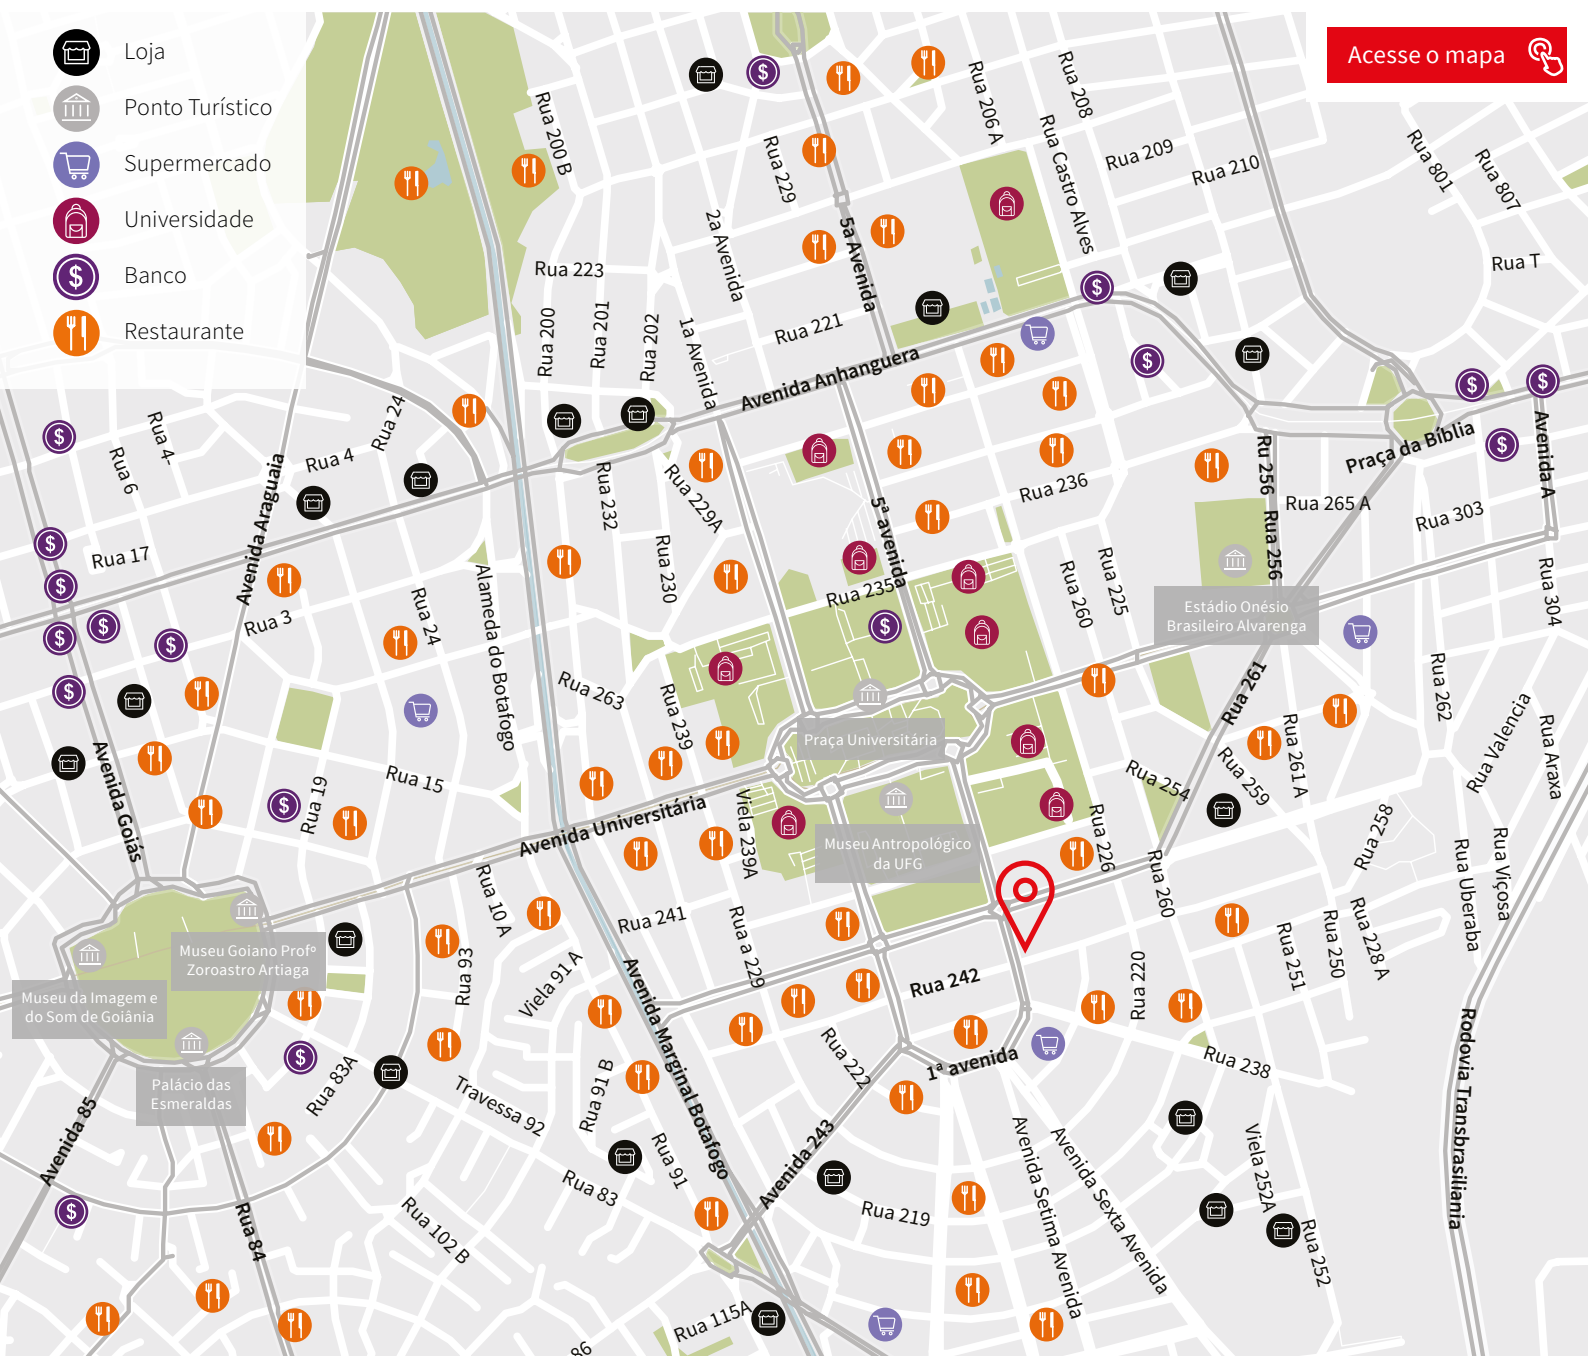 Loja
Ponto Turístico
Supermercado
Universidade
Banco
Restaurante
Acesse o mapa
Rua 200 B
Rua 229
Rua 206 A
Rua 208
Rua Castro Alves
Rua 209
Rua 210
Rua 801
Rua 807
Rua T
2a Avenida
5a Avenida
Rua 223
Rua 200
Rua 201
Rua 202
1a Avenida
Rua 221
Avenida Anhanguera
Rua 4-
Rua 6
Rua 24
Rua 4
Avenida Araguaia
Rua 17
Rua 3
Rua 24
Alameda do Botafogo
Rua 232
Rua 229A
Rua 230
5ª avenida
Rua 235
Rua 236
Rua 260
Rua 225
Ru 256
Rua 256
Praça da Bíblia
Rua 265 A
Rua 303
Avenida A
Rua 304
Estádio Onésio
Brasileiro Alvarenga
Rua 263
Rua 239
Praça Universitária
Rua 261
Rua 262
Rua Valencia
Rua Araxa
Rua 261 A
Rua 259
Rua 254
Rua 258
Avenida Goiás
Rua 19
Rua 15
Avenida Universitária
Viela 239A
Museu Antropológico
da UFG
Rua 226
Rua 260
Rua Uberaba
Rua Viçosa
Rua 10 A
Rua 241
Rua a 229
Rua 251
Rua 250
Rua 228 A
Museu Goiano Profº
Zoroastro Artiaga
Museu da Imagem e
do Som de Goiânia
Rua 93
Viela 91 A
Avenida Marginal Botafogo
Rua 242
Rua 220
Rua 222
1ª avenida
Rua 238
Rodovia Transbrasiliania
Palácio das
Esmeraldas
Rua 83A
Travessa 92
Rua 91 B
Rua 91
Rua 83
Avenida 243
Avenida 85
Rua 84
Rua 102 B
Rua 219
Avenida Setima Avenida
Avenida Sexta Avenida
Viela 252A
Rua 252
Rua 115A
86